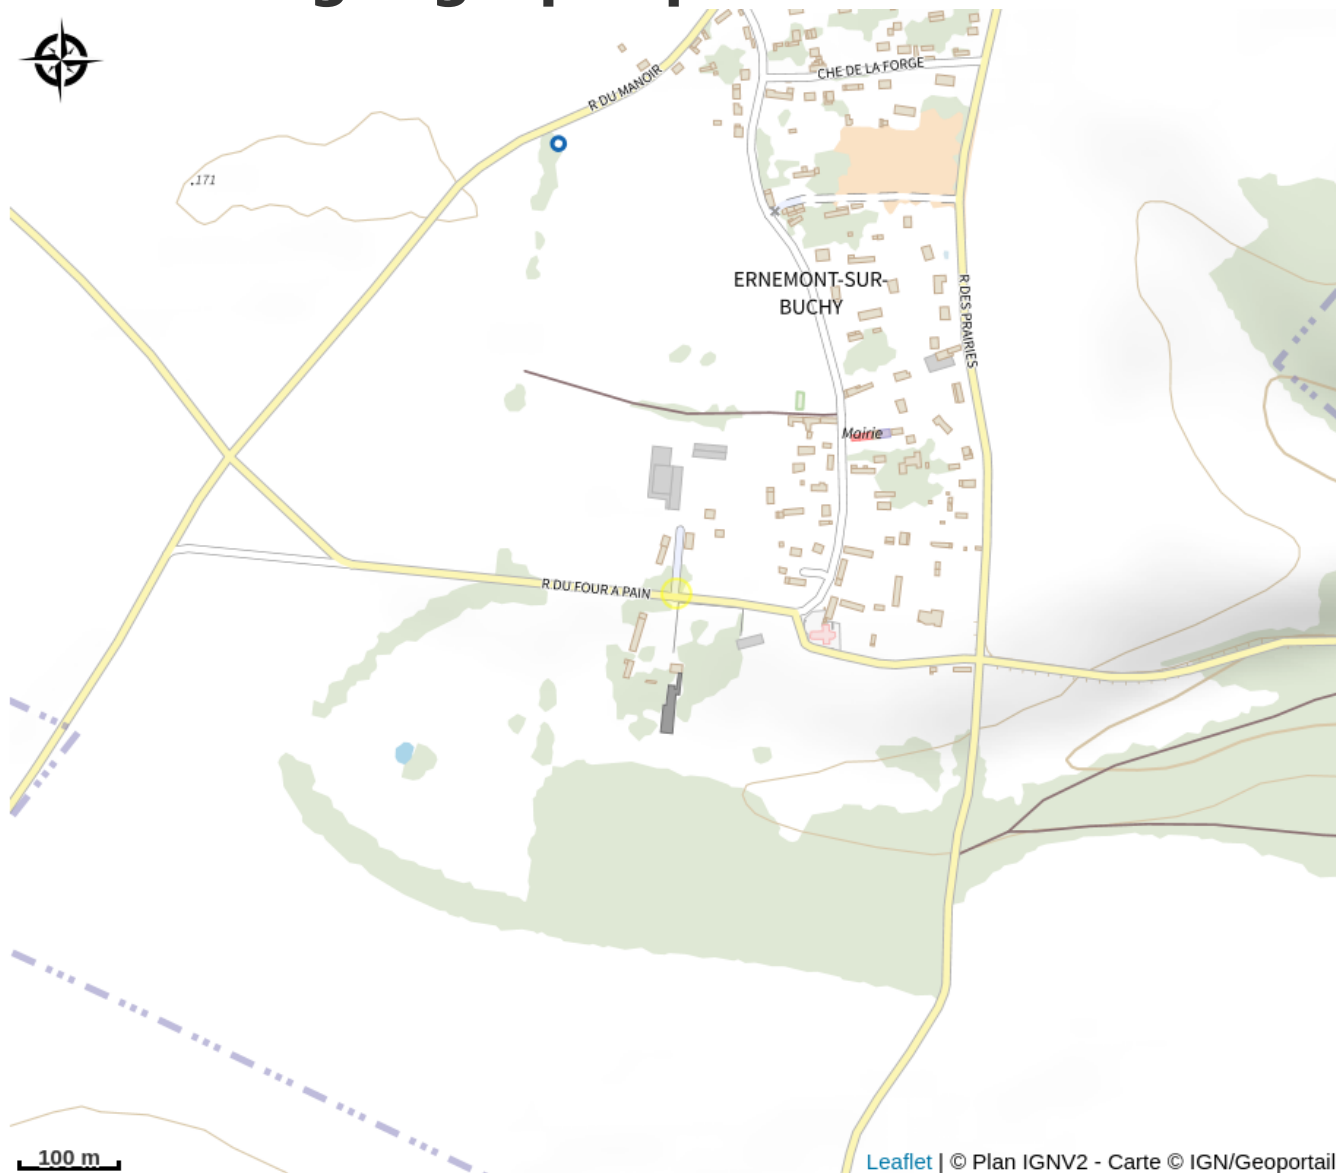 CHE DE LA FORGE
R DU MANOIR
.171
ERNEMONT-SUR-
BUCHY
R DES PRAIRIES
Mairie
R DU FOUR A PAIN
100 m
Leaflet | © Plan IGNV2 - Carte © IGN/Geoportail